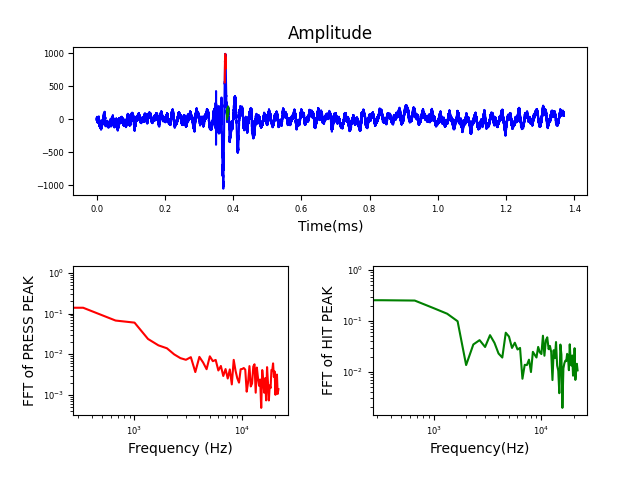 Amplitude
1000
500
0
−500
−1000
0.0 0.2 0.4 0.6 0.8 1.0 1.2 1.4
Time(ms)
FFT of PRESS PEAK
10⁰
10⁻¹
10⁻²
10⁻³
10³ 10⁴
Frequency (Hz)
FFT of HIT PEAK
10⁰
10⁻¹
10⁻²
10³ 10⁴
Frequency(Hz)